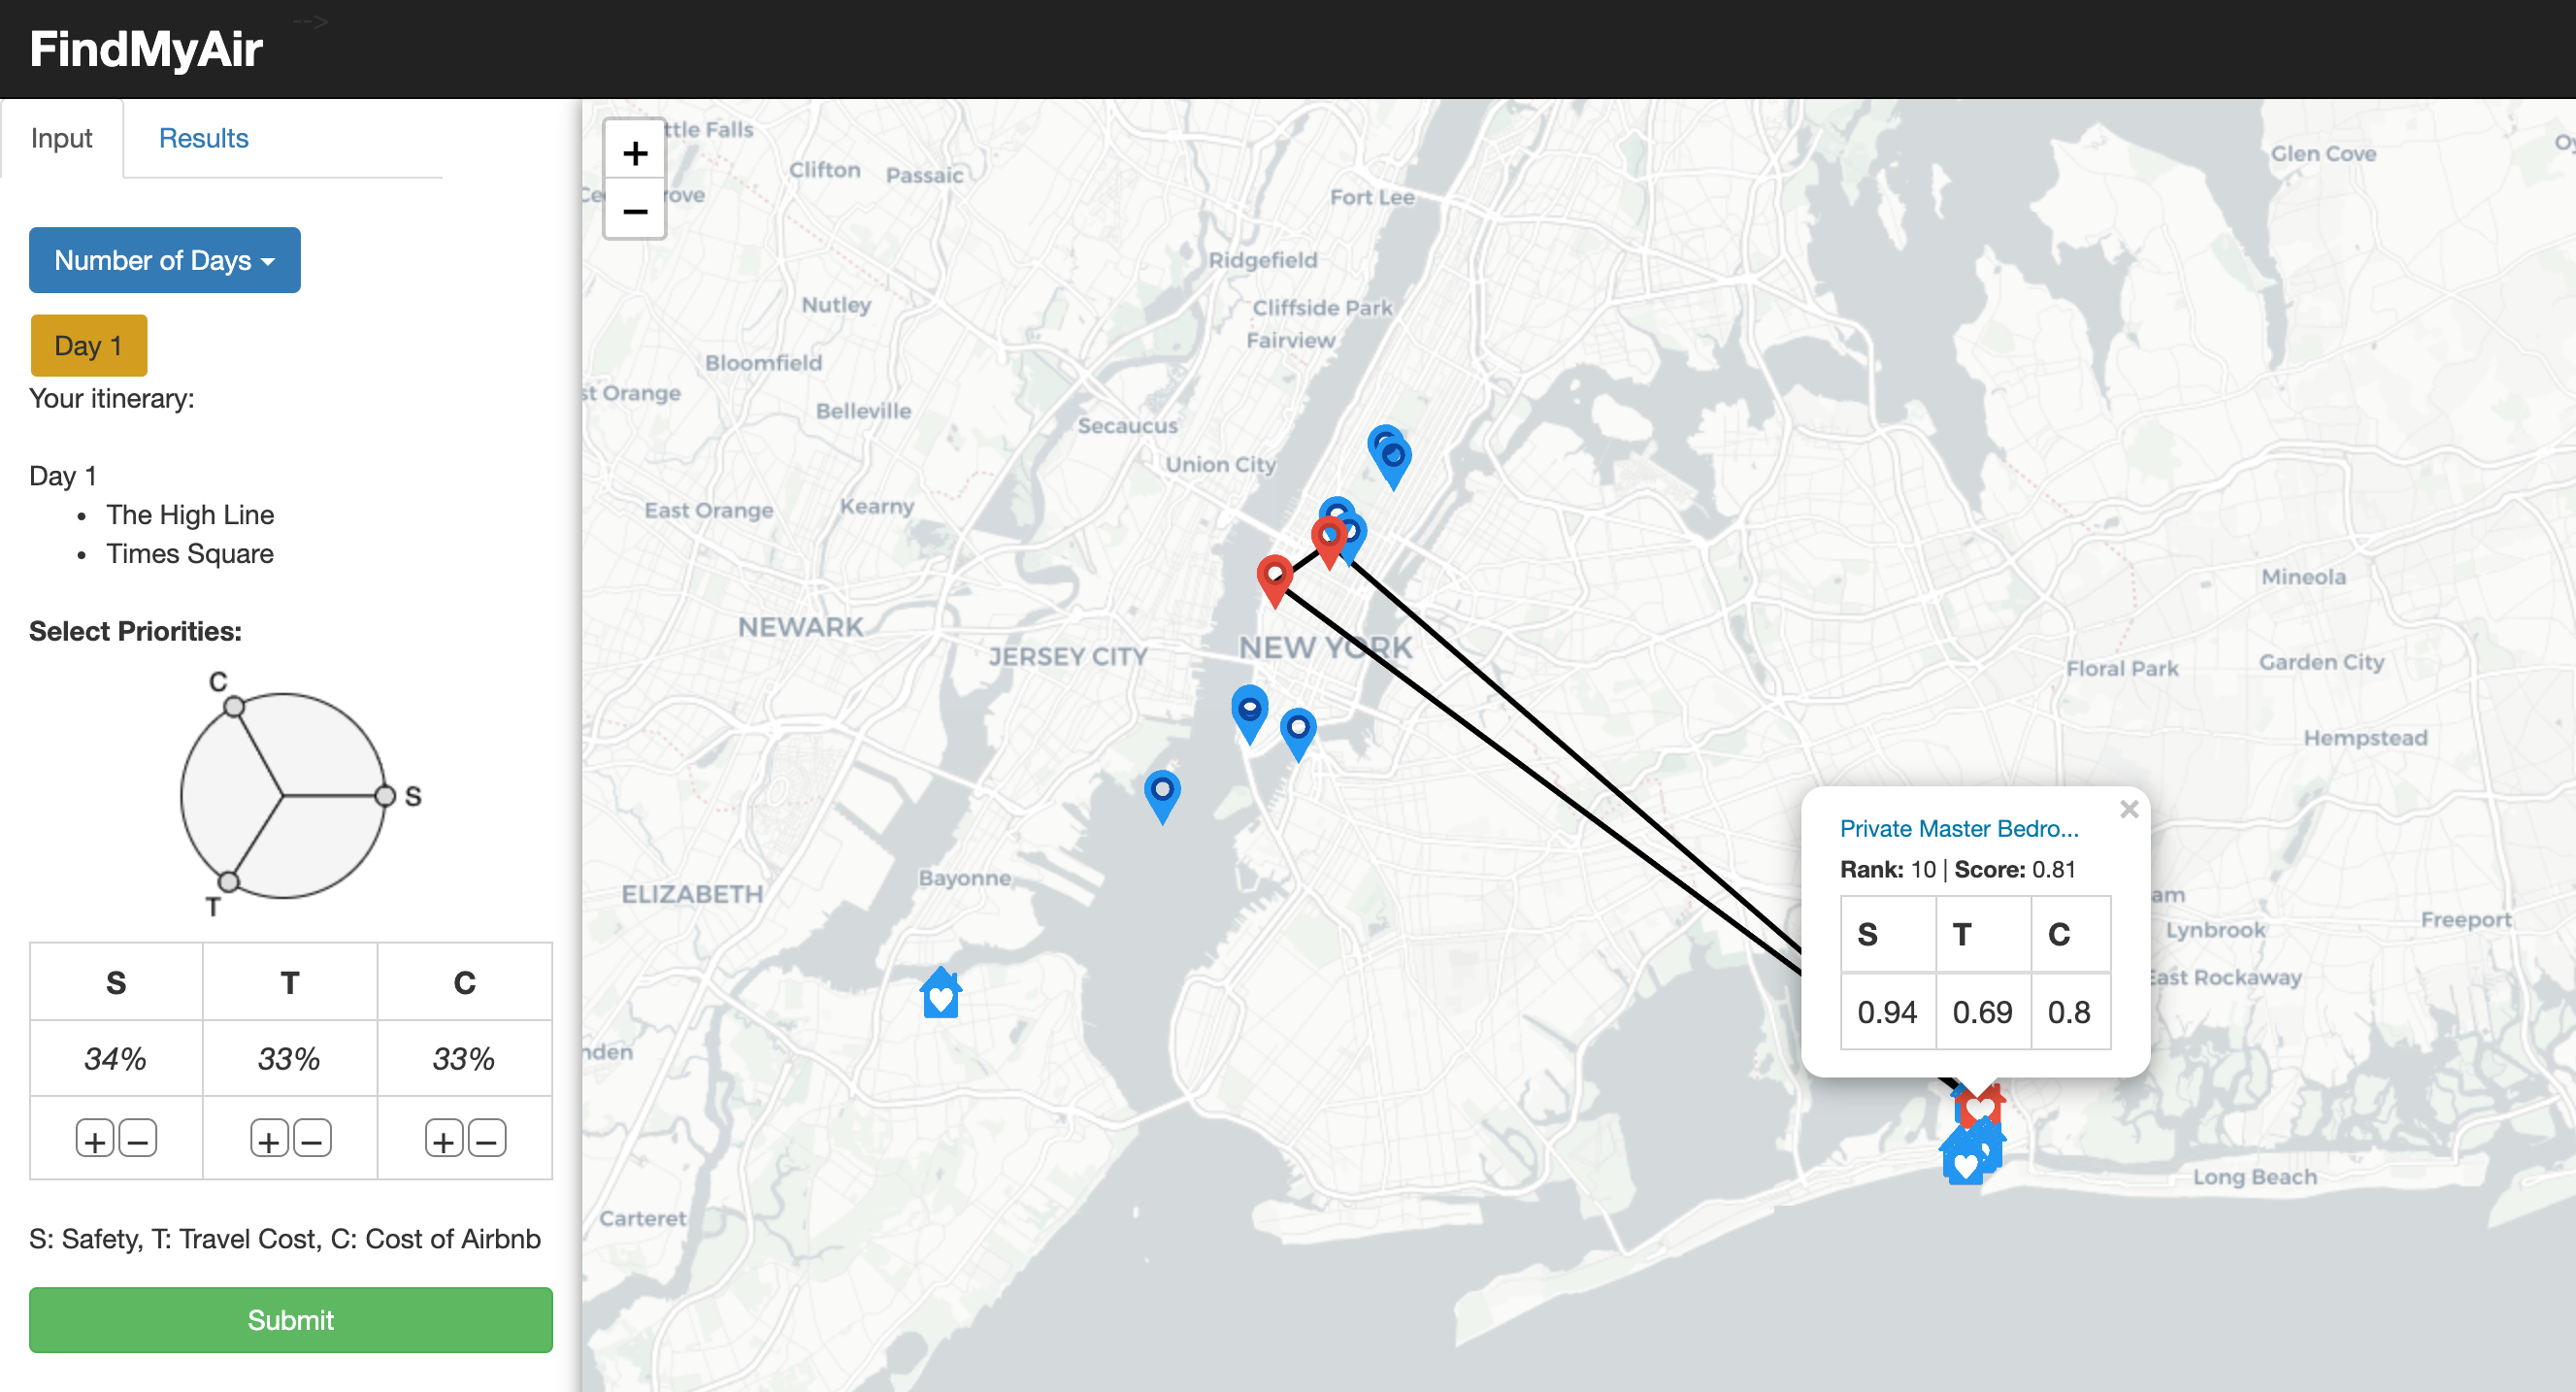 -->
FindMyAir
Input
Results
Number of Days
Day 1
Your itinerary:
Day 1
• The High Line
• Times Square
Select Priorities:
C
S
T
S T C
34% 33% 33%
+ − + − + −
S: Safety, T: Travel Cost, C: Cost of Airbnb
Submit
+
−
ttle Falls
Clifton
Passaic
Glen Cove
Oy
Ce
rove
Fort Lee
Ridgefield
Nutley
Cliffside Park
Fairview
Bloomfield
st Orange
Belleville
Secaucus
Union City
East Orange
Kearny
Mineola
NEWARK
JERSEY CITY
NEW YORK
Floral Park
Garden City
Hempstead
ELIZABETH
Bayonne
Private Master Bedro...
×
Rank: 10 | Score: 0.81
S T C
0.94 0.69 0.8
am
Lynbrook
Freeport
East Rockaway
nden
Long Beach
Carteret